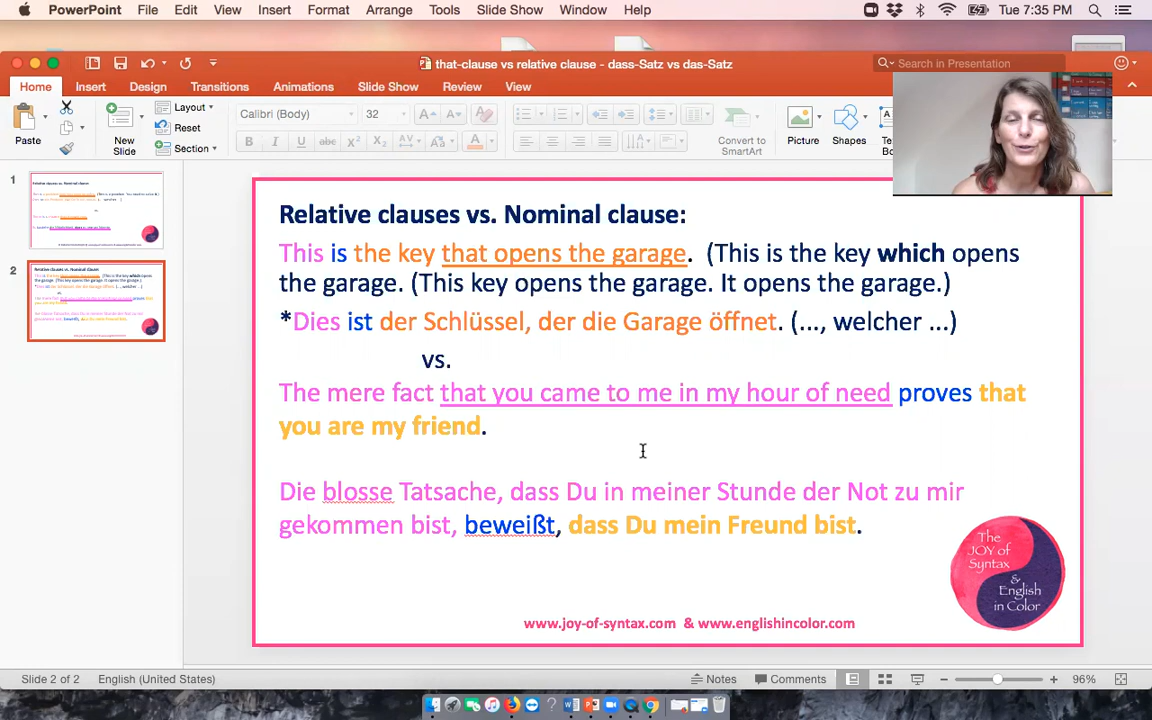 PowerPoint File Edit View Insert Format Arrange Tools Slide Show Window Help Tue 7:35 PM
that-clause vs relative clause - dass-Satz vs das-Satz Search in Presentation
Home Insert Design Transitions Animations Slide Show Review View
Paste New Slide Layout Reset Section Calibri (Body) 32 Convert to SmartArt Picture Shapes
1
2
Relative clauses vs. Nominal clause:
This is the key that opens the garage. (This is the key which opens
the garage. (This key opens the garage. It opens the garage.)
*Dies ist der Schlüssel, der die Garage öffnet. (..., welcher ...)
vs.
The mere fact that you came to me in my hour of need proves that
you are my friend.
Die blosse Tatsache, dass Du in meiner Stunde der Not zu mir
gekommen bist, beweißt, dass Du mein Freund bist.
The
JOY of
Syntax
&
English
in Color
www.joy-of-syntax.com & www.englishincolor.com
Slide 2 of 2 English (United States) Notes Comments 96%